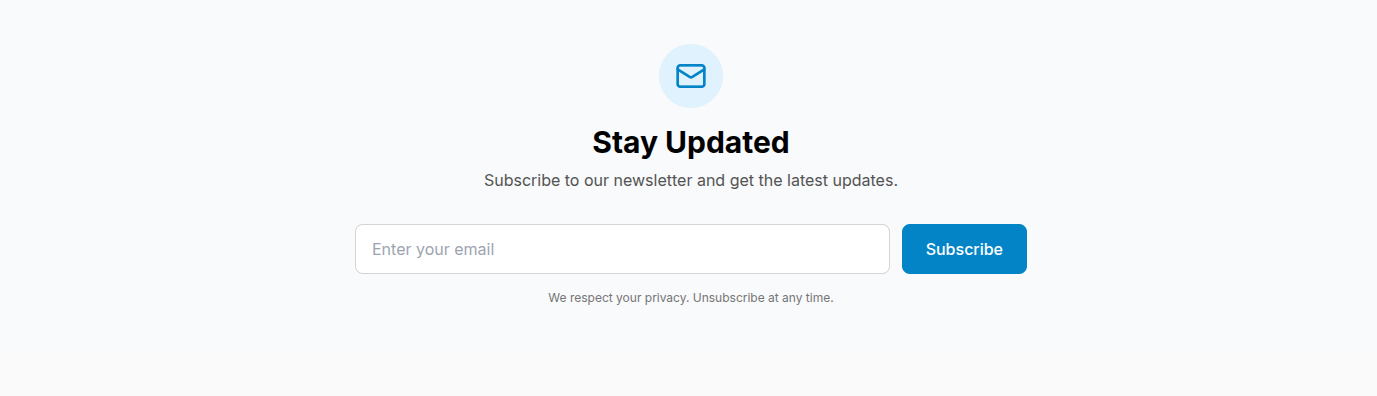 Stay Updated
Subscribe to our newsletter and get the latest updates.
Enter your email
Subscribe
We respect your privacy. Unsubscribe at any time.